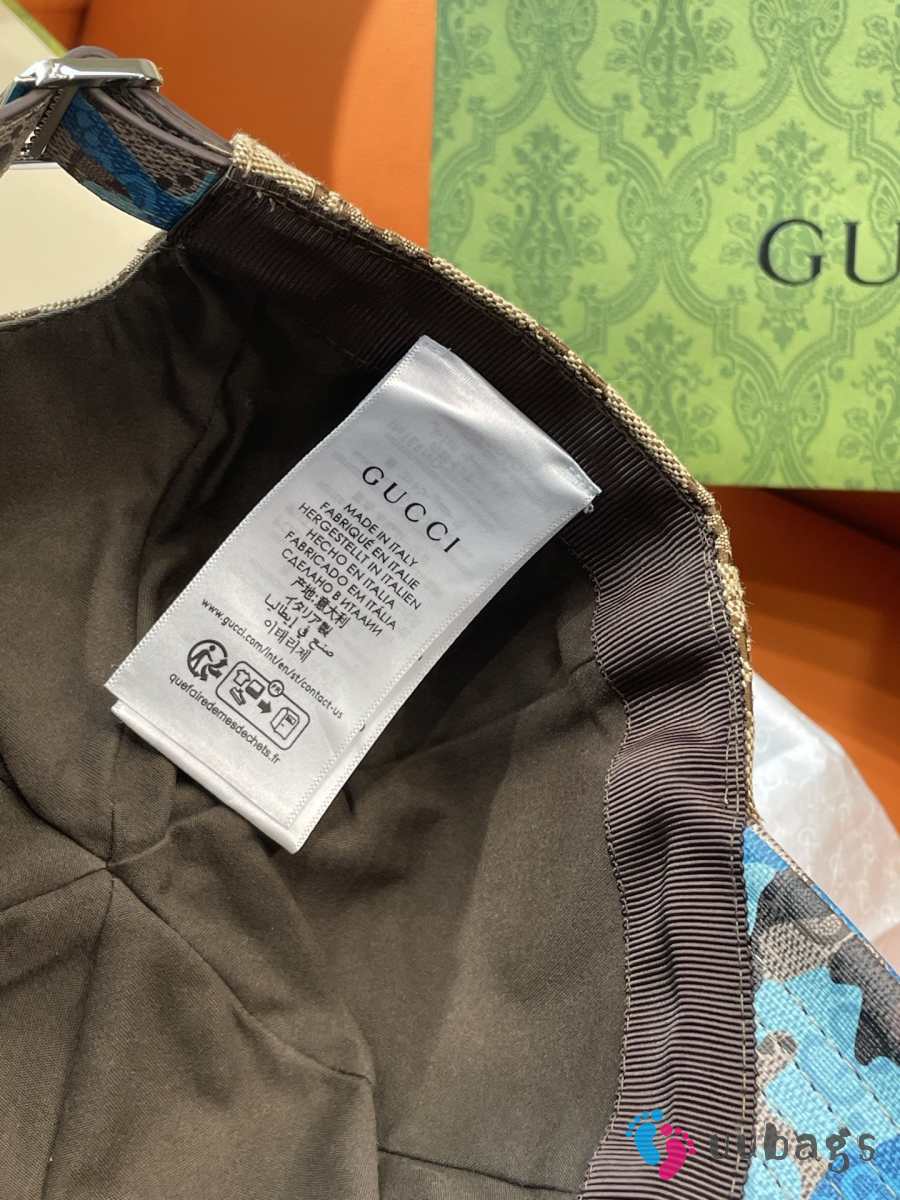 GU
GUCCI
MADE IN ITALY
FABRIQUÉ EN ITALIE
HERGESTELLT IN ITALIEN
HECHO EN ITALIA
FABRICADO EM ITÁLIA
СДЕЛАНО В ИТАЛИИ
产地:意大利
イタリア製
صنع في إيطاليا
이태리제
www.gucci.com/int/en/st/contact-us
FR
quefairedemesdechets.fr
uubags